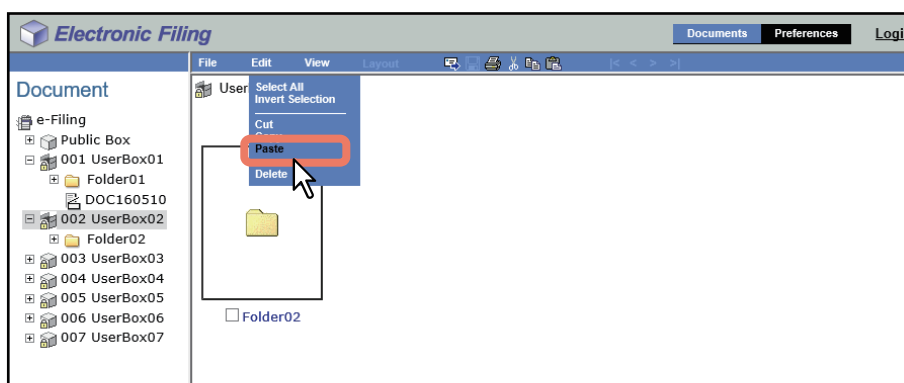 Electronic Filing
Documents
Preferences
File
Edit
View
Layout
|< < > >|
Document
User
Select All
Invert Selection
Cut
Paste
Delete
e-Filing
Public Box
001 UserBox01
Folder01
DOC160510
002 UserBox02
Folder02
003 UserBox03
004 UserBox04
005 UserBox05
006 UserBox06
007 UserBox07
Folder02